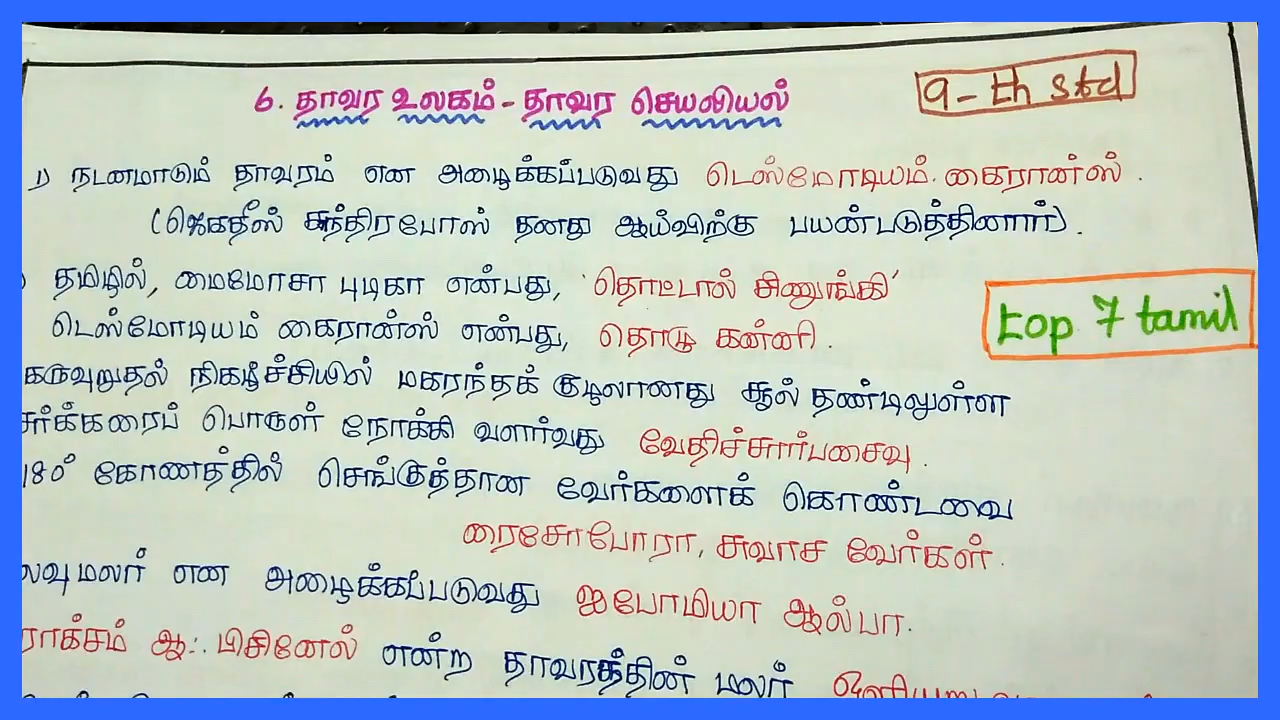 6. தாவர உலகம் - தாவர செயலியல்
9-th std
1) நடனமாடும் தாவரம் என அழைக்கப்படுவது டெஸ்மோடியம் கைரான்ஸ்.
(ஜெகதீஸ் சுந்திரபோஸ் தனது ஆய்விற்கு பயன்படுத்தினார்).
) தமிழில், மைமோசா புடிகா என்பது, 'தொட்டால் சிணுங்கி'
டெஸ்மோடியம் கைரான்ஸ் என்பது, தொடு கன்னி.
top 7 tamil
கருவுறுதல் நிகழ்ச்சியில் மகரந்தக் குழலானது சூல் தண்டிலுள்ள
சர்க்கரைப் பொருள் நோக்கி வளர்வது வேதிச்சார்பசைவு.
180° கோணத்தில் செங்குத்தான வேர்களைக் கொண்டவை
ரைசோபோரா, சுவாச வேர்கள்.
லவுமலர் என அழைக்கப்படுவது ஐபோமியா ஆல்பா.
ராக்சம் ஆஃபிசினேல் என்ற தாவரத்தின் மலர்